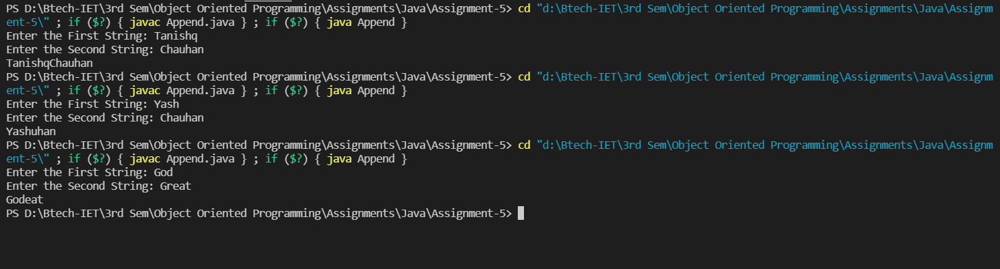 PS D:\Btech-IET\3rd Sem\Object Oriented Programming\Assignments\Java\Assignment-5> cd "d:\Btech-IET\3rd Sem\Object Oriented Programming\Assignments\Java\Assignm
ent-5\" ; if ($?) { javac Append.java } ; if ($?) { java Append }
Enter the First String: Tanishq
Enter the Second String: Chauhan
TanishqChauhan
PS D:\Btech-IET\3rd Sem\Object Oriented Programming\Assignments\Java\Assignment-5> cd "d:\Btech-IET\3rd Sem\Object Oriented Programming\Assignments\Java\Assignm
ent-5\" ; if ($?) { javac Append.java } ; if ($?) { java Append }
Enter the First String: Yash
Enter the Second String: Chauhan
Yashuhan
PS D:\Btech-IET\3rd Sem\Object Oriented Programming\Assignments\Java\Assignment-5> cd "d:\Btech-IET\3rd Sem\Object Oriented Programming\Assignments\Java\Assignm
ent-5\" ; if ($?) { javac Append.java } ; if ($?) { java Append }
Enter the First String: God
Enter the Second String: Great
Godeat
PS D:\Btech-IET\3rd Sem\Object Oriented Programming\Assignments\Java\Assignment-5>